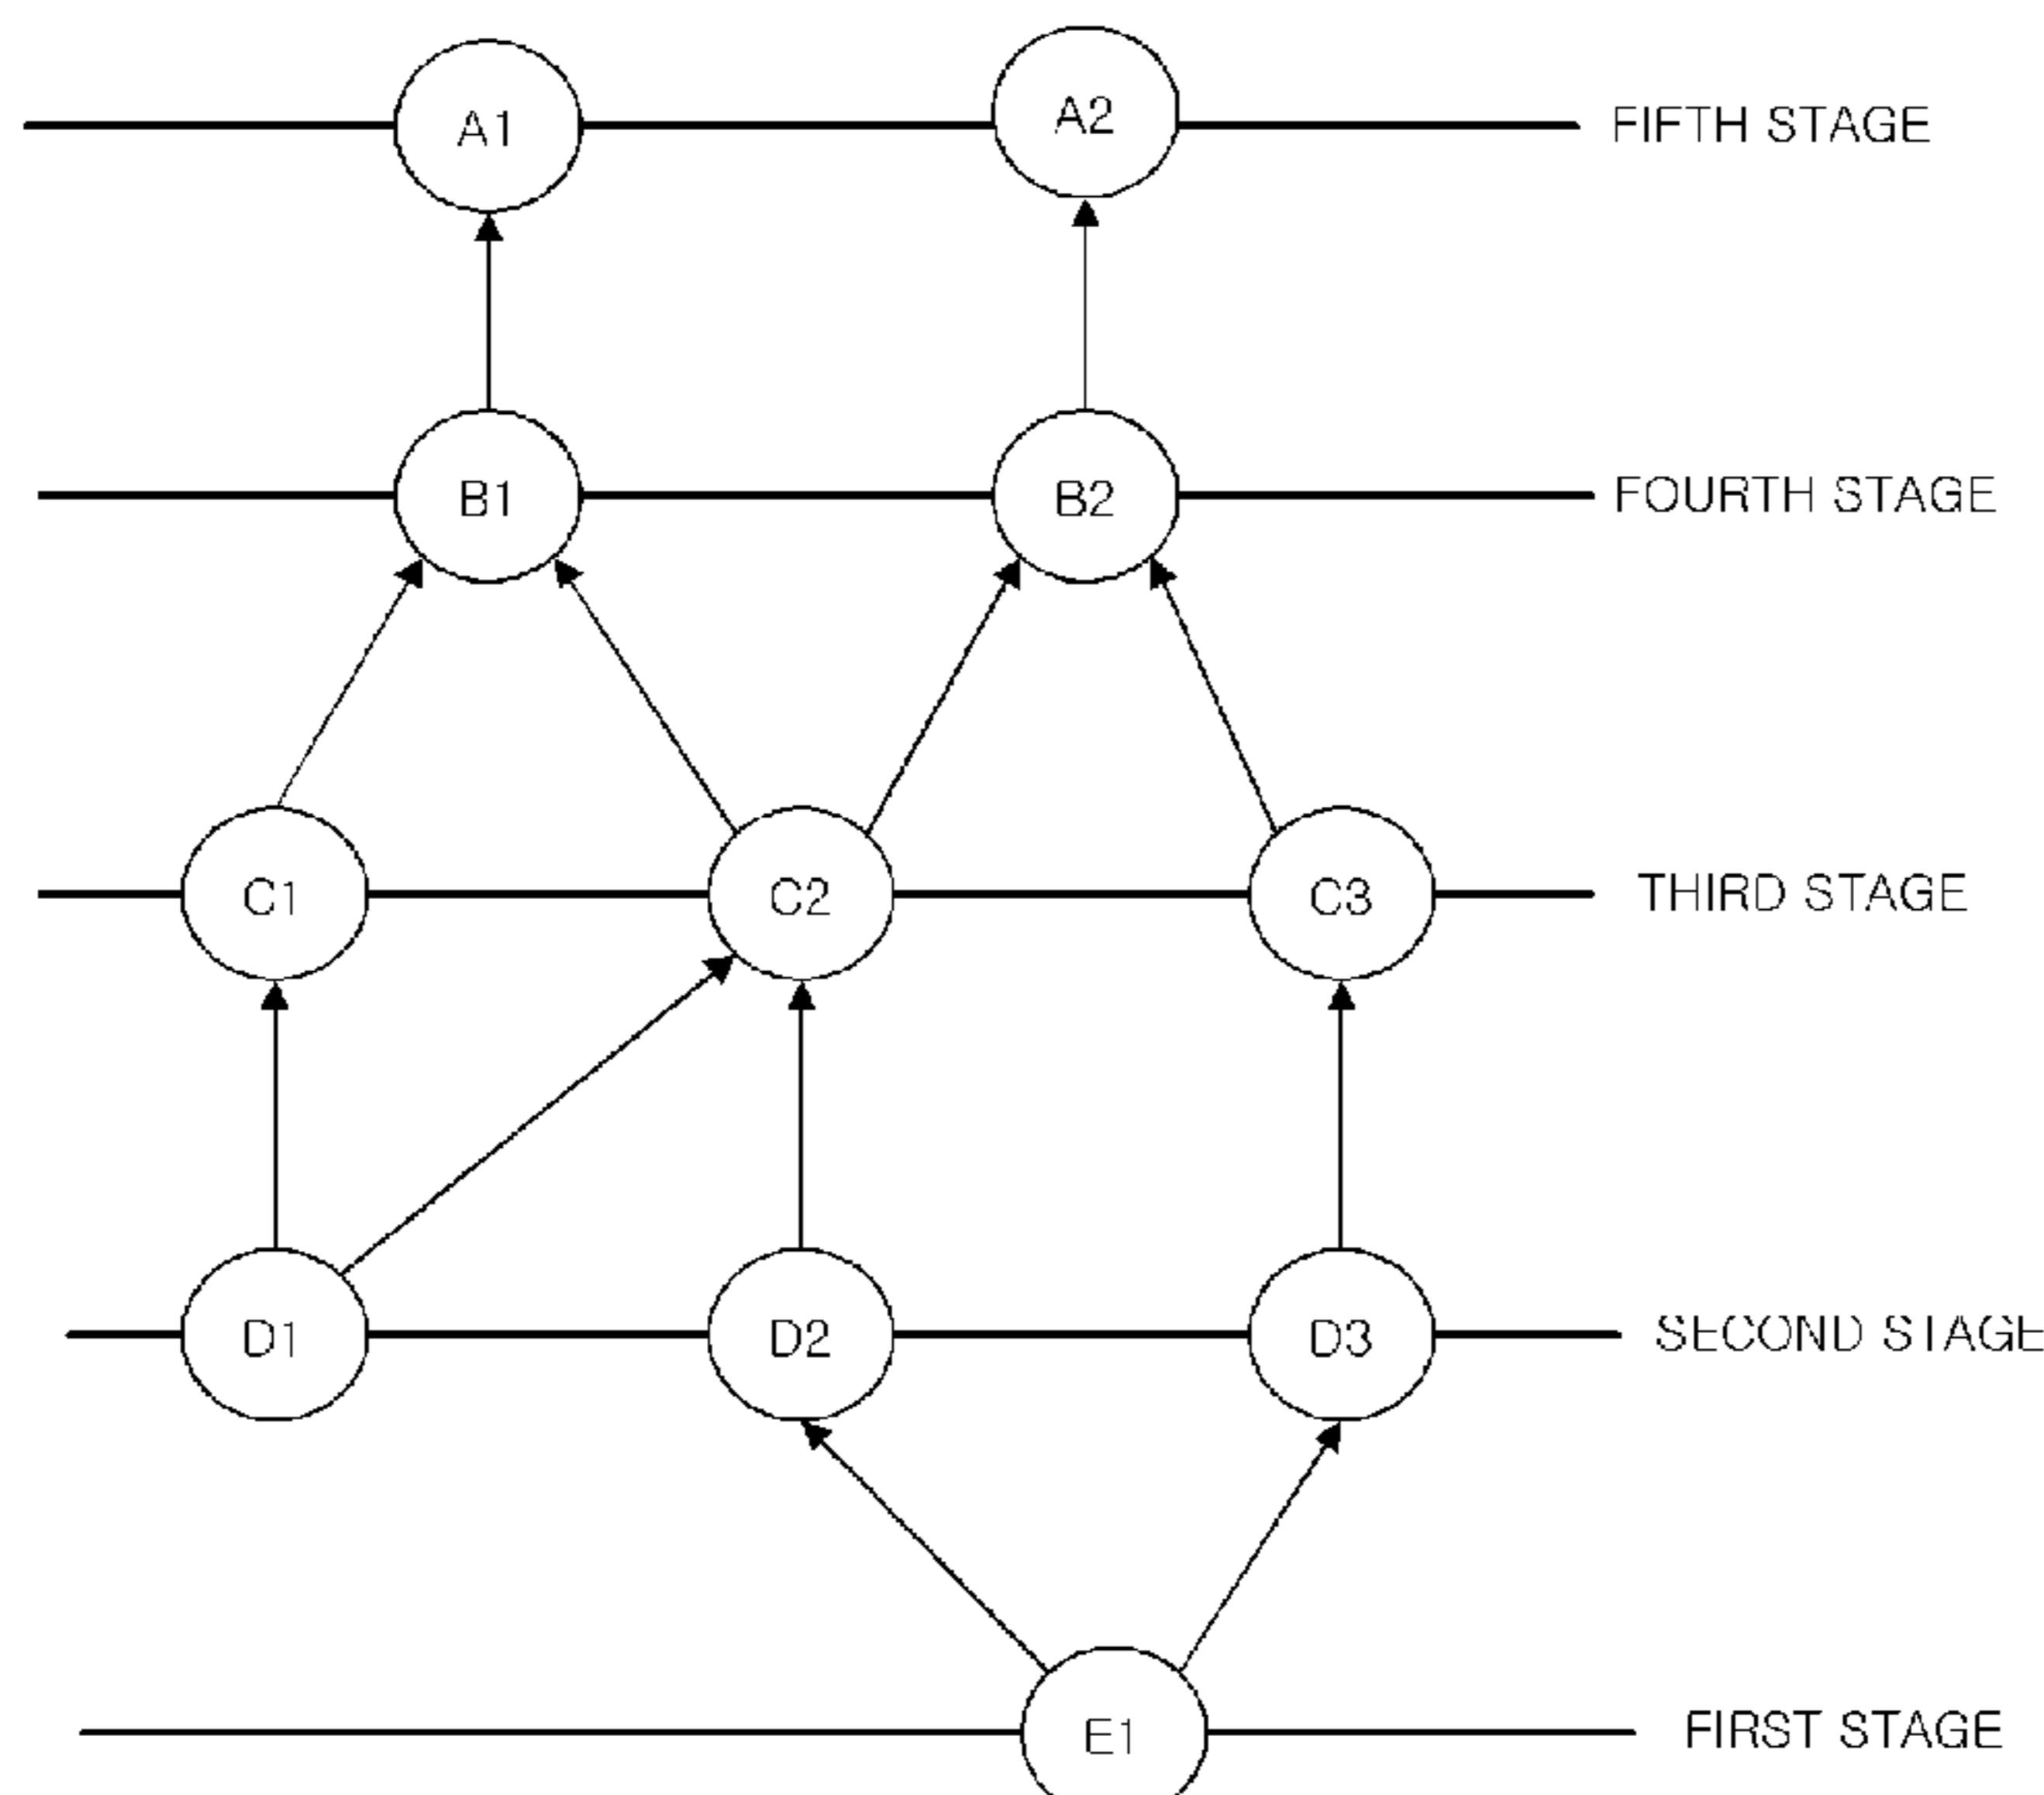 A1 A2 FIFTH STAGE
B1 B2 FOURTH STAGE
C1 C2 C3 THIRD STAGE
D1 D2 D3 SECOND STAGE
E1 FIRST STAGE